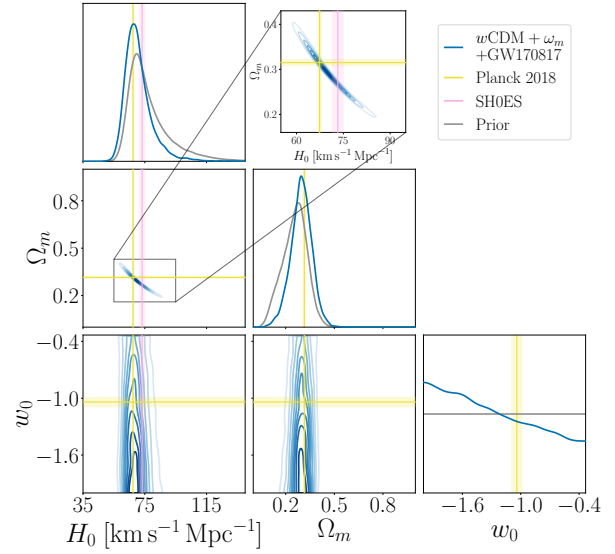 wCDM + ω_m
+GW170817
Planck 2018
SH0ES
Prior
Ω_m
0.4
0.3
0.2
60 75 90
H_0 [km s⁻¹ Mpc⁻¹]
Ω_m
0.8
0.5
0.2
w_0
−0.4
−1.0
−1.6
35 75 115
H_0 [km s⁻¹ Mpc⁻¹]
0.2 0.5 0.8
Ω_m
−1.6 −1.0 −0.4
w_0